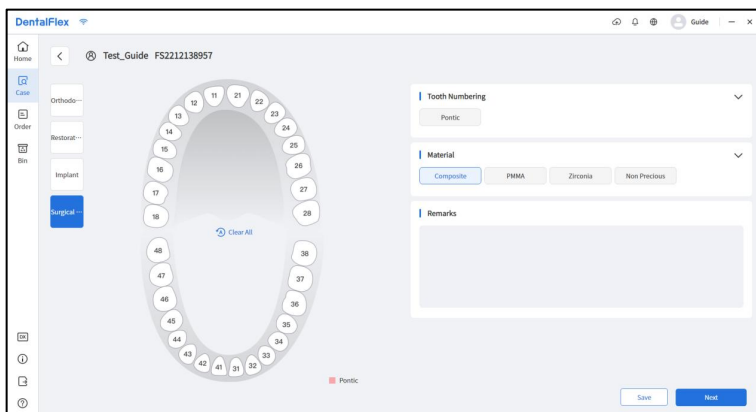 DentalFlex
Guide
Home
Case
Order
Bin
DX
Test_Guide FS2212138957
Orthodo···
Restorat···
Implant
Surgical ···
11 21
12 22
13 23
14 24
15 25
16 26
17 27
18 28
Clear All
48 38
47 37
46 36
45 35
44 34
43 33
42 41 31 32
Pontic
Tooth Numbering
Pontic
Material
Composite PMMA Zirconia Non Precious
Remarks
Save Next